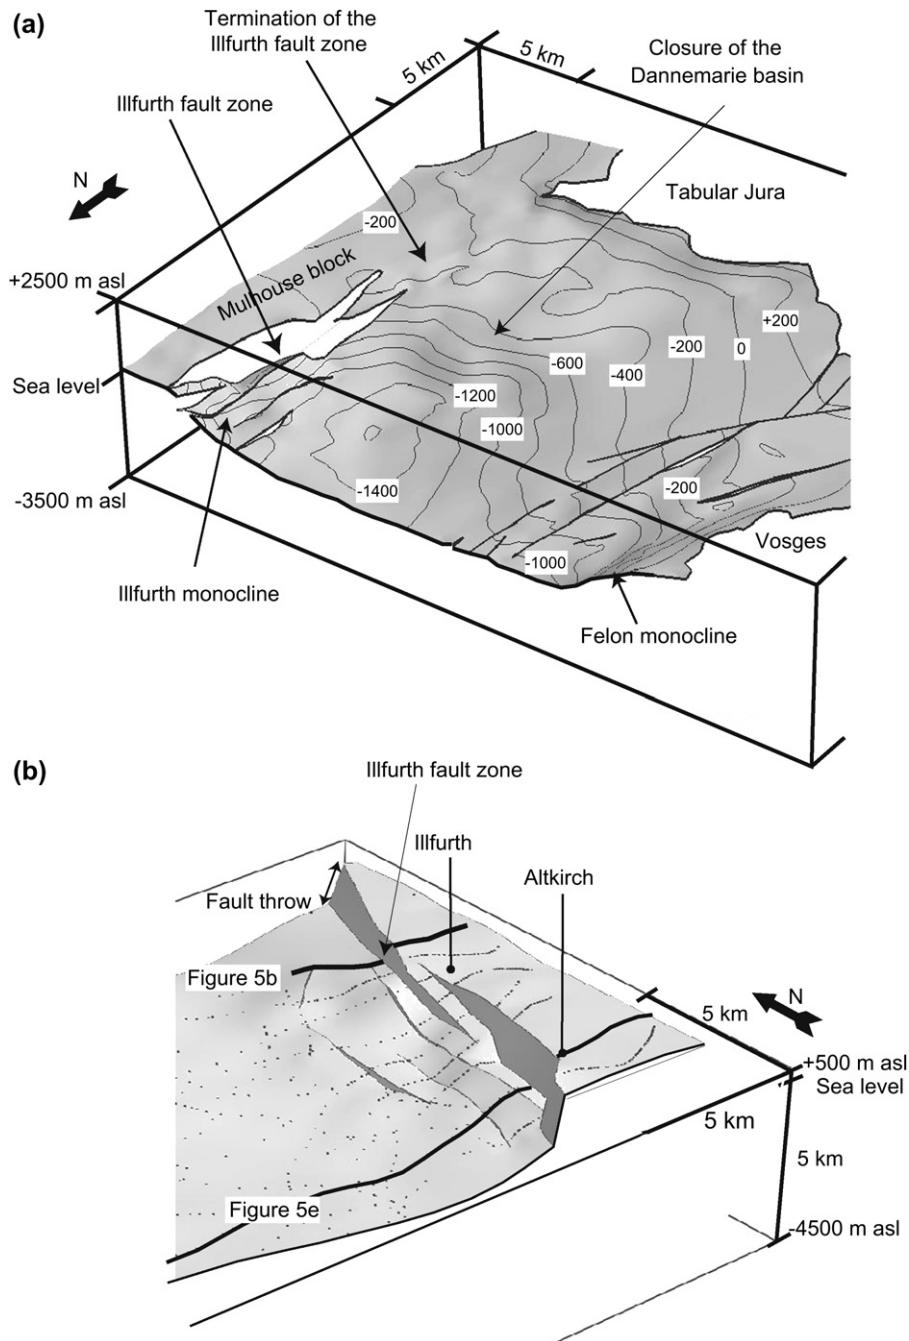 (a)
Termination of the
Illfurth fault zone
5 km
5 km
Closure of the
Dannemarie basin
Illfurth fault zone
N
Tabular Jura
-200
Mulhouse block
+2500 m asl
+200
-200
0
-600
-400
Sea level
-1200
-1000
-3500 m asl
-1400
-200
Vosges
-1000
Illfurth monocline
Felon monocline
(b)
Illfurth fault zone
Illfurth
Altkirch
Fault throw
Figure 5b
N
5 km
+500 m asl
Sea level
5 km
5 km
Figure 5e
-4500 m asl